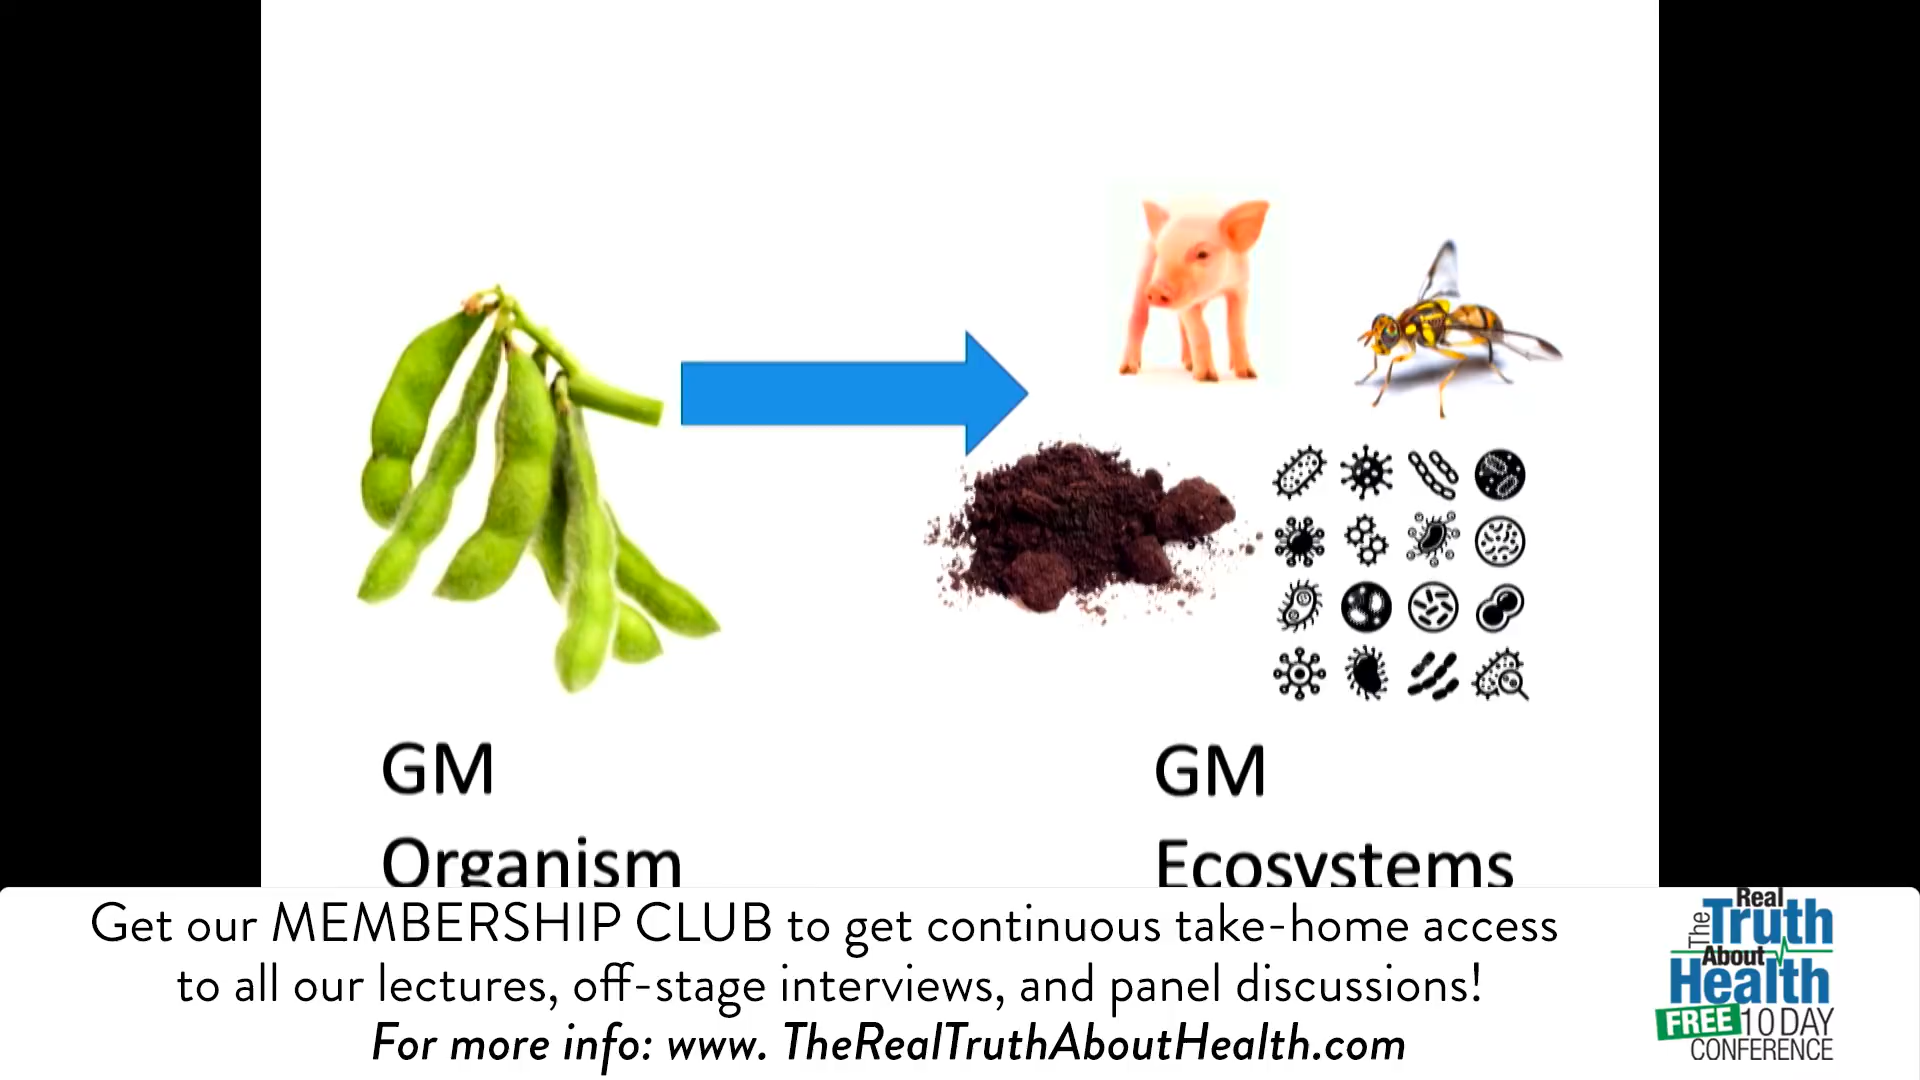 GM
Organism
GM
Ecosystems
Get our MEMBERSHIP CLUB to get continuous take-home access
to all our lectures, off-stage interviews, and panel discussions!
For more info: www. TheRealTruthAboutHealth.com
The Real
Truth
About
Health
FREE 10 DAY
CONFERENCE